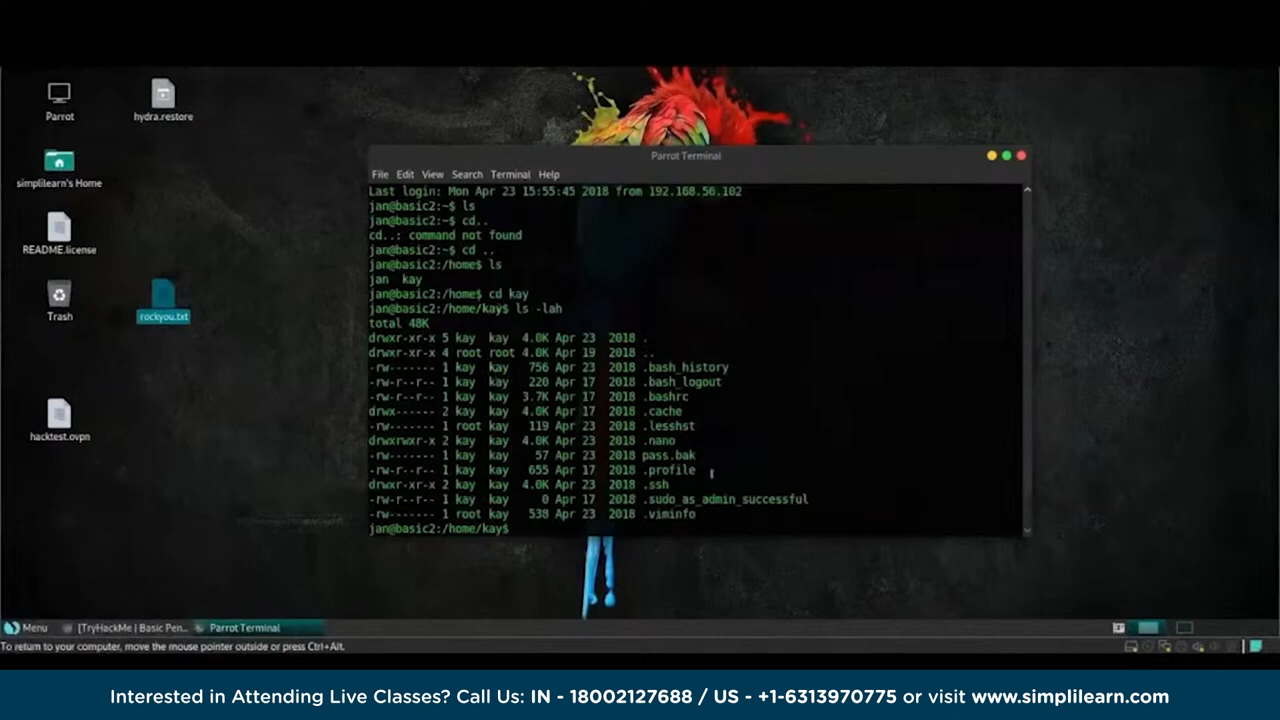 Parrot
hydra.restore
simplilearn's Home
README.license
Trash
rockyou.txt
hacktest.ovpn
Parrot Terminal
File Edit View Search Terminal Help
Last login: Mon Apr 23 15:55:45 2018 from 192.168.56.102
jan@basic2:~$ ls
jan@basic2:~$ cd..
cd..: command not found
jan@basic2:~$ cd ..
jan@basic2:/home$ ls
jan kay
jan@basic2:/home$ cd kay
jan@basic2:/home/kay$ ls -lah
total 48K
drwxr-xr-x 5 kay kay 4.0K Apr 23 2018 .
drwxr-xr-x 4 root root 4.0K Apr 19 2018 ..
-rw------- 1 kay kay 756 Apr 23 2018 .bash_history
-rw-r--r-- 1 kay kay 220 Apr 17 2018 .bash_logout
-rw-r--r-- 1 kay kay 3.7K Apr 17 2018 .bashrc
drwx------ 2 kay kay 4.0K Apr 17 2018 .cache
-rw------- 1 root kay 119 Apr 23 2018 .lesshst
drwxrwxr-x 2 kay kay 4.0K Apr 23 2018 .nano
-rw------- 1 kay kay 57 Apr 23 2018 pass.bak
-rw-r--r-- 1 kay kay 655 Apr 17 2018 .profile
drwxr-xr-x 2 kay kay 4.0K Apr 23 2018 .ssh
-rw-r--r-- 1 kay kay 0 Apr 17 2018 .sudo_as_admin_successful
-rw------- 1 root kay 538 Apr 23 2018 .viminfo
jan@basic2:/home/kay$
Menu [TryHackMe | Basic Pen... Parrot Terminal
To return to your computer, move the mouse pointer outside or press Ctrl+Alt.
Interested in Attending Live Classes? Call Us: IN - 18002127688 / US - +1-6313970775 or visit www.simplilearn.com